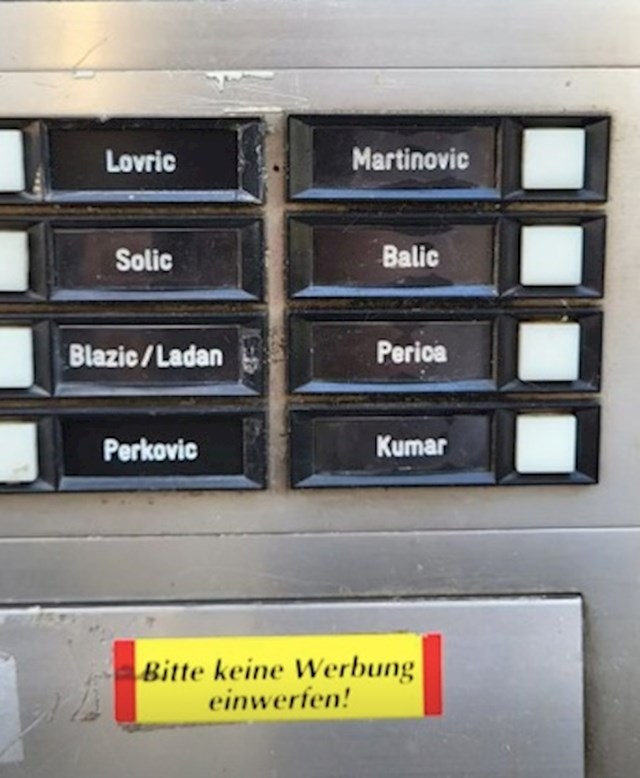 Lovric
Martinovic
Solic
Balic
Blazic/Ladan
Perica
Perkovic
Kumar
Bitte keine Werbung
einwerfen!